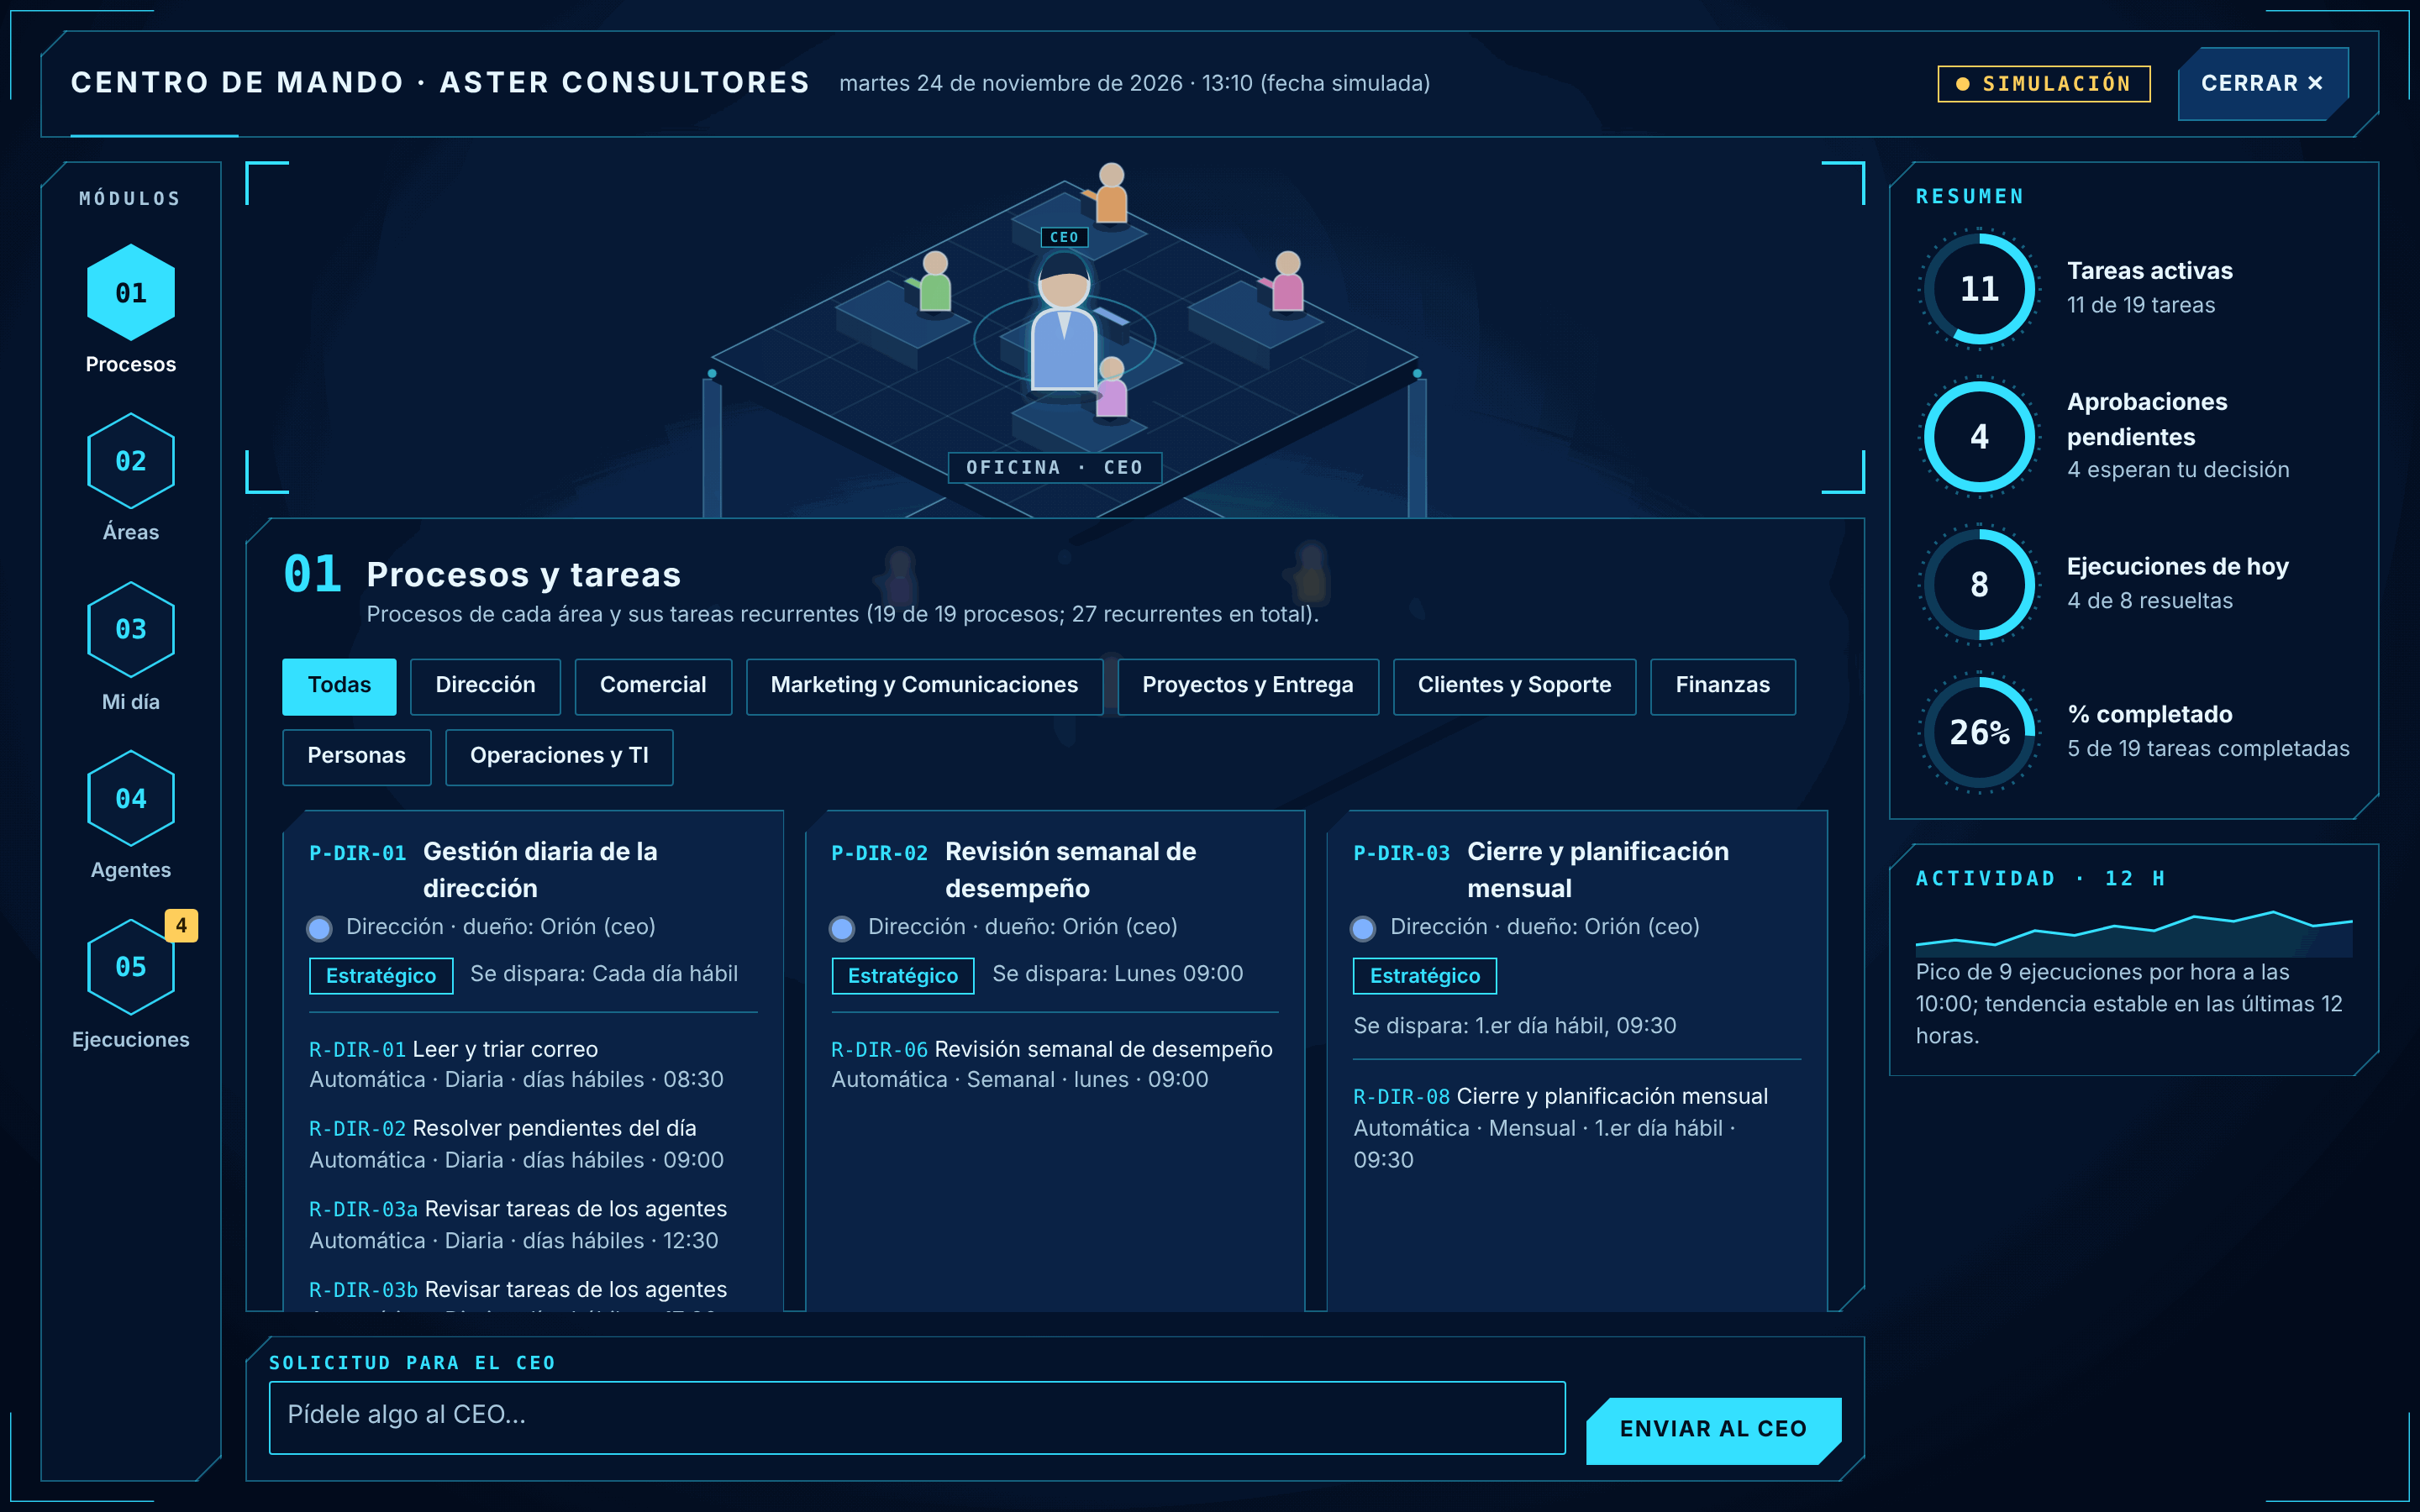 CENTRO DE MANDO · ASTER CONSULTORES
martes 24 de noviembre de 2026 · 13:10 (fecha simulada)
SIMULACIÓN
CERRAR ✕
MÓDULOS
01
Procesos
02
Áreas
03
Mi día
04
Agentes
4
05
Ejecuciones
CEO
OFICINA · CEO
01
Procesos y tareas
Procesos de cada área y sus tareas recurrentes (19 de 19 procesos; 27 recurrentes en total).
Todas
Dirección
Comercial
Marketing y Comunicaciones
Proyectos y Entrega
Clientes y Soporte
Finanzas
Personas
Operaciones y TI
P-DIR-01 Gestión diaria de la
dirección
Dirección · dueño: Orión (ceo)
Estratégico Se dispara: Cada día hábil
R-DIR-01 Leer y triar correo
Automática · Diaria · días hábiles · 08:30
R-DIR-02 Resolver pendientes del día
Automática · Diaria · días hábiles · 09:00
R-DIR-03a Revisar tareas de los agentes
Automática · Diaria · días hábiles · 12:30
R-DIR-03b Revisar tareas de los agentes
P-DIR-02 Revisión semanal de
desempeño
Dirección · dueño: Orión (ceo)
Estratégico Se dispara: Lunes 09:00
R-DIR-06 Revisión semanal de desempeño
Automática · Semanal · lunes · 09:00
P-DIR-03 Cierre y planificación
mensual
Dirección · dueño: Orión (ceo)
Estratégico
Se dispara: 1.er día hábil, 09:30
R-DIR-08 Cierre y planificación mensual
Automática · Mensual · 1.er día hábil ·
09:30
SOLICITUD PARA EL CEO
Pídele algo al CEO...
ENVIAR AL CEO
RESUMEN
11
Tareas activas
11 de 19 tareas
4
Aprobaciones
pendientes
4 esperan tu decisión
8
Ejecuciones de hoy
4 de 8 resueltas
26%
% completado
5 de 19 tareas completadas
ACTIVIDAD · 12 H
Pico de 9 ejecuciones por hora a las
10:00; tendencia estable en las últimas 12
horas.